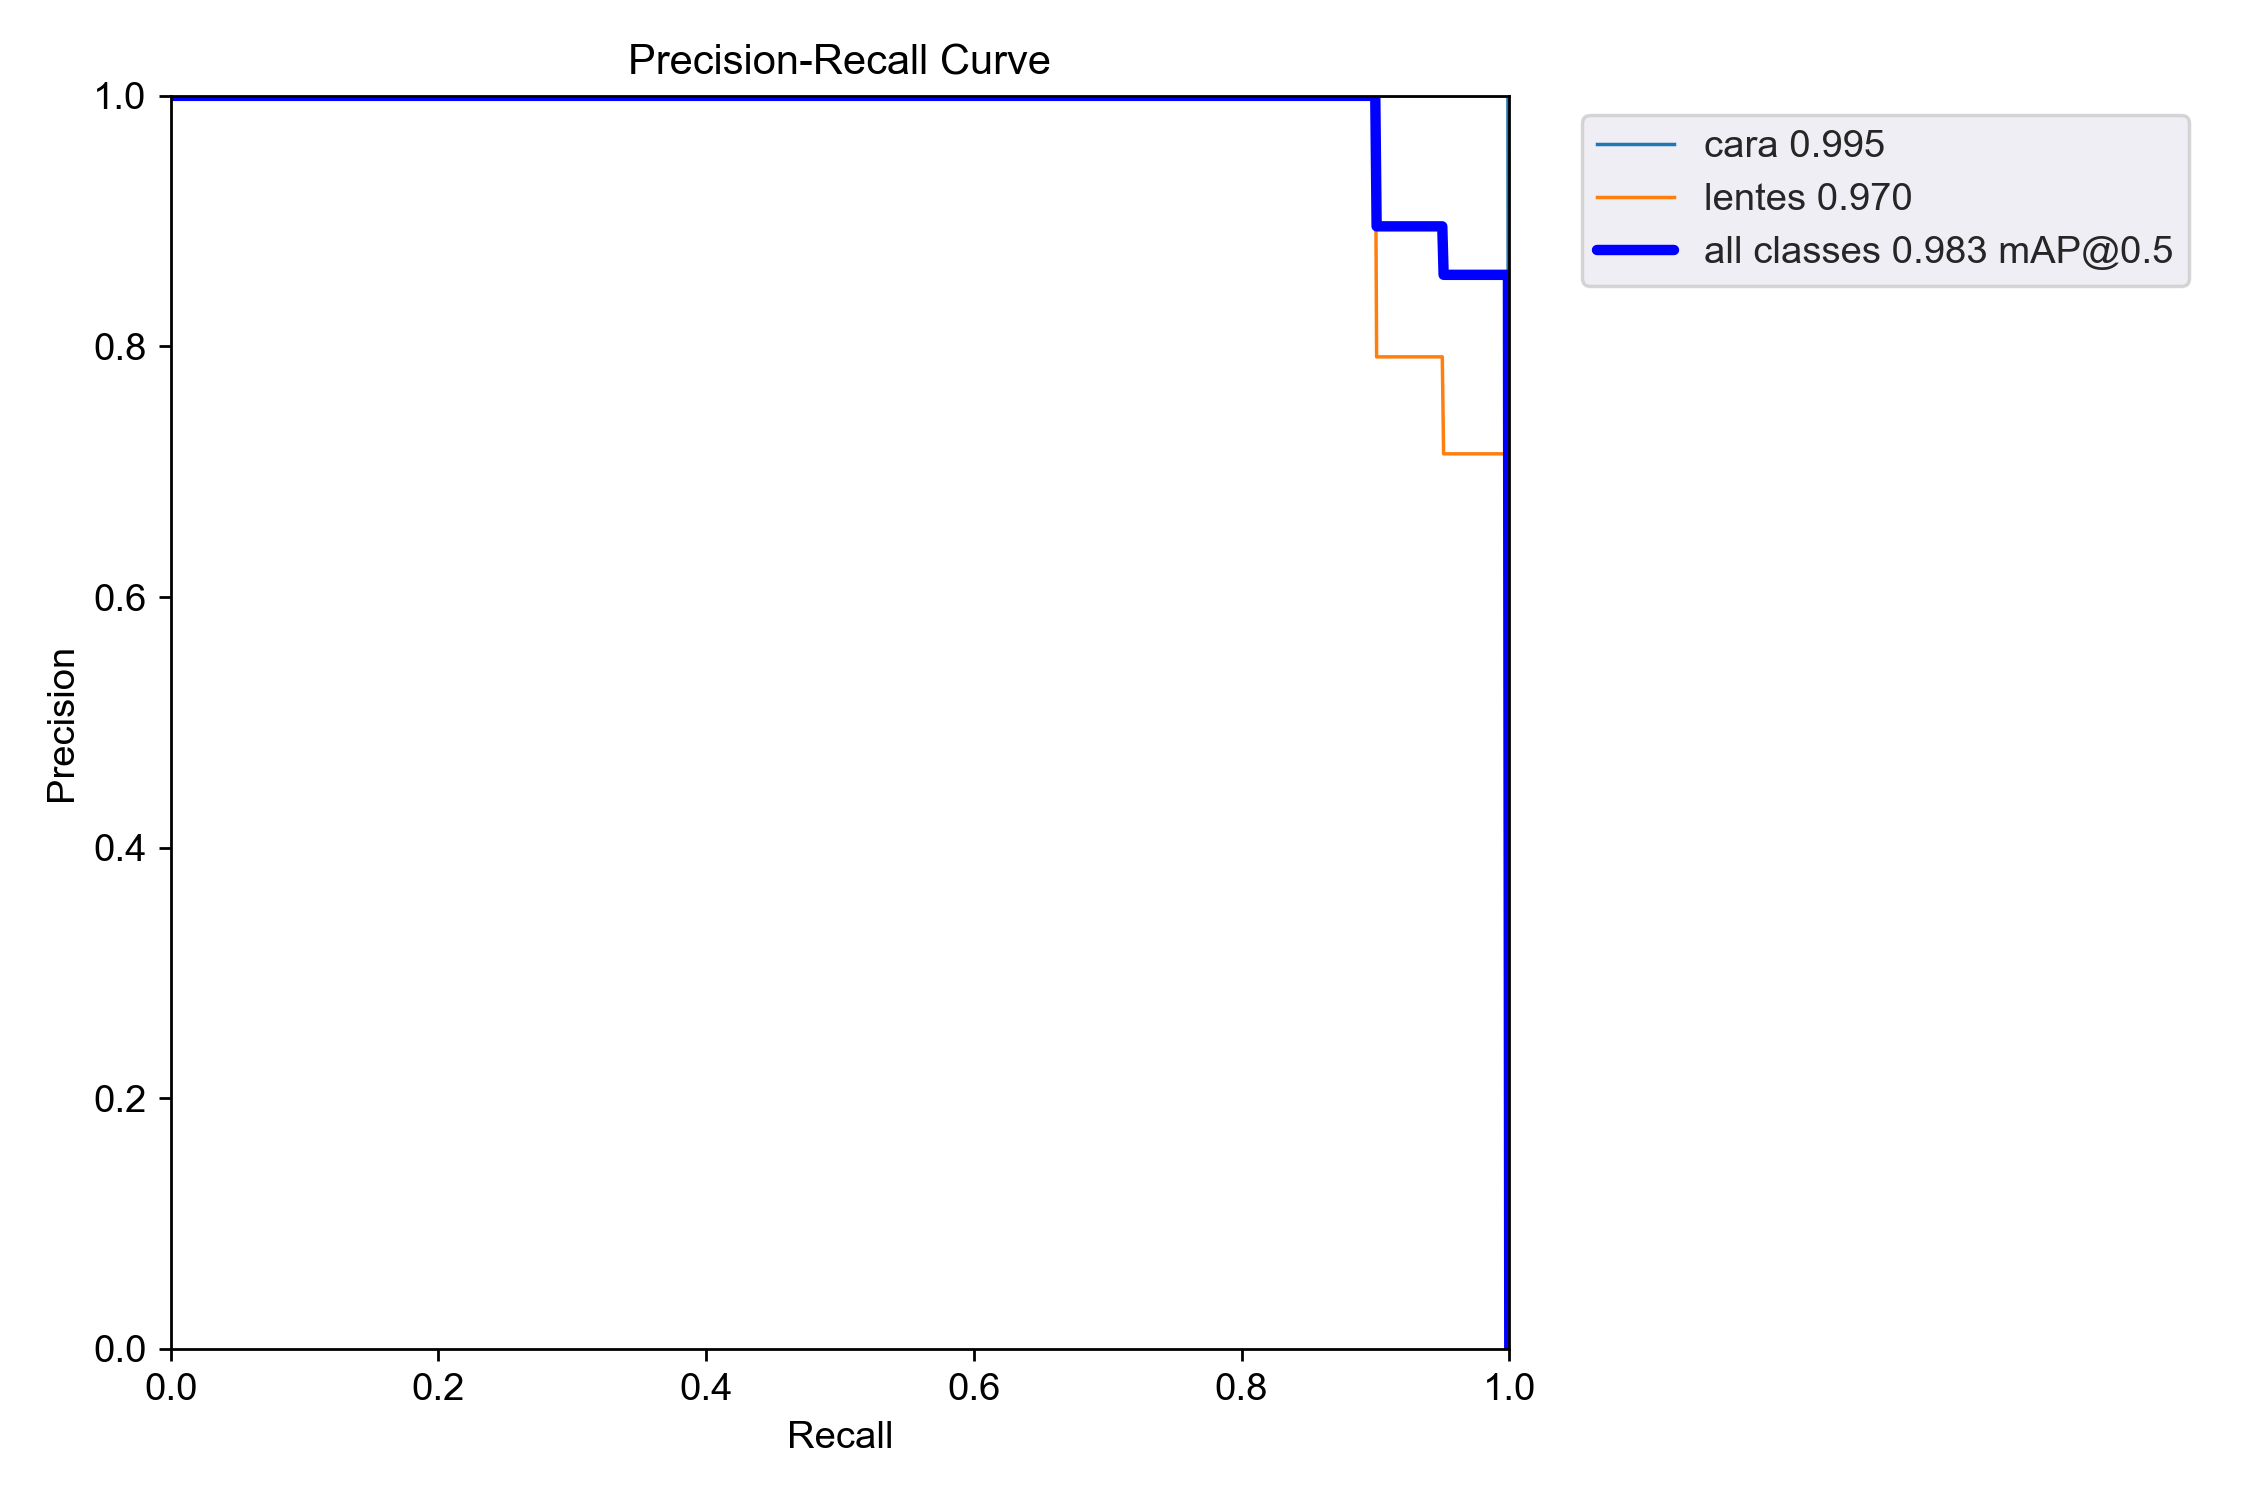 Precision-Recall Curve
1.0
0.8
0.6
0.4
0.2
0.0
Precision
0.0 0.2 0.4 0.6 0.8 1.0
Recall
cara 0.995
lentes 0.970
all classes 0.983 mAP@0.5